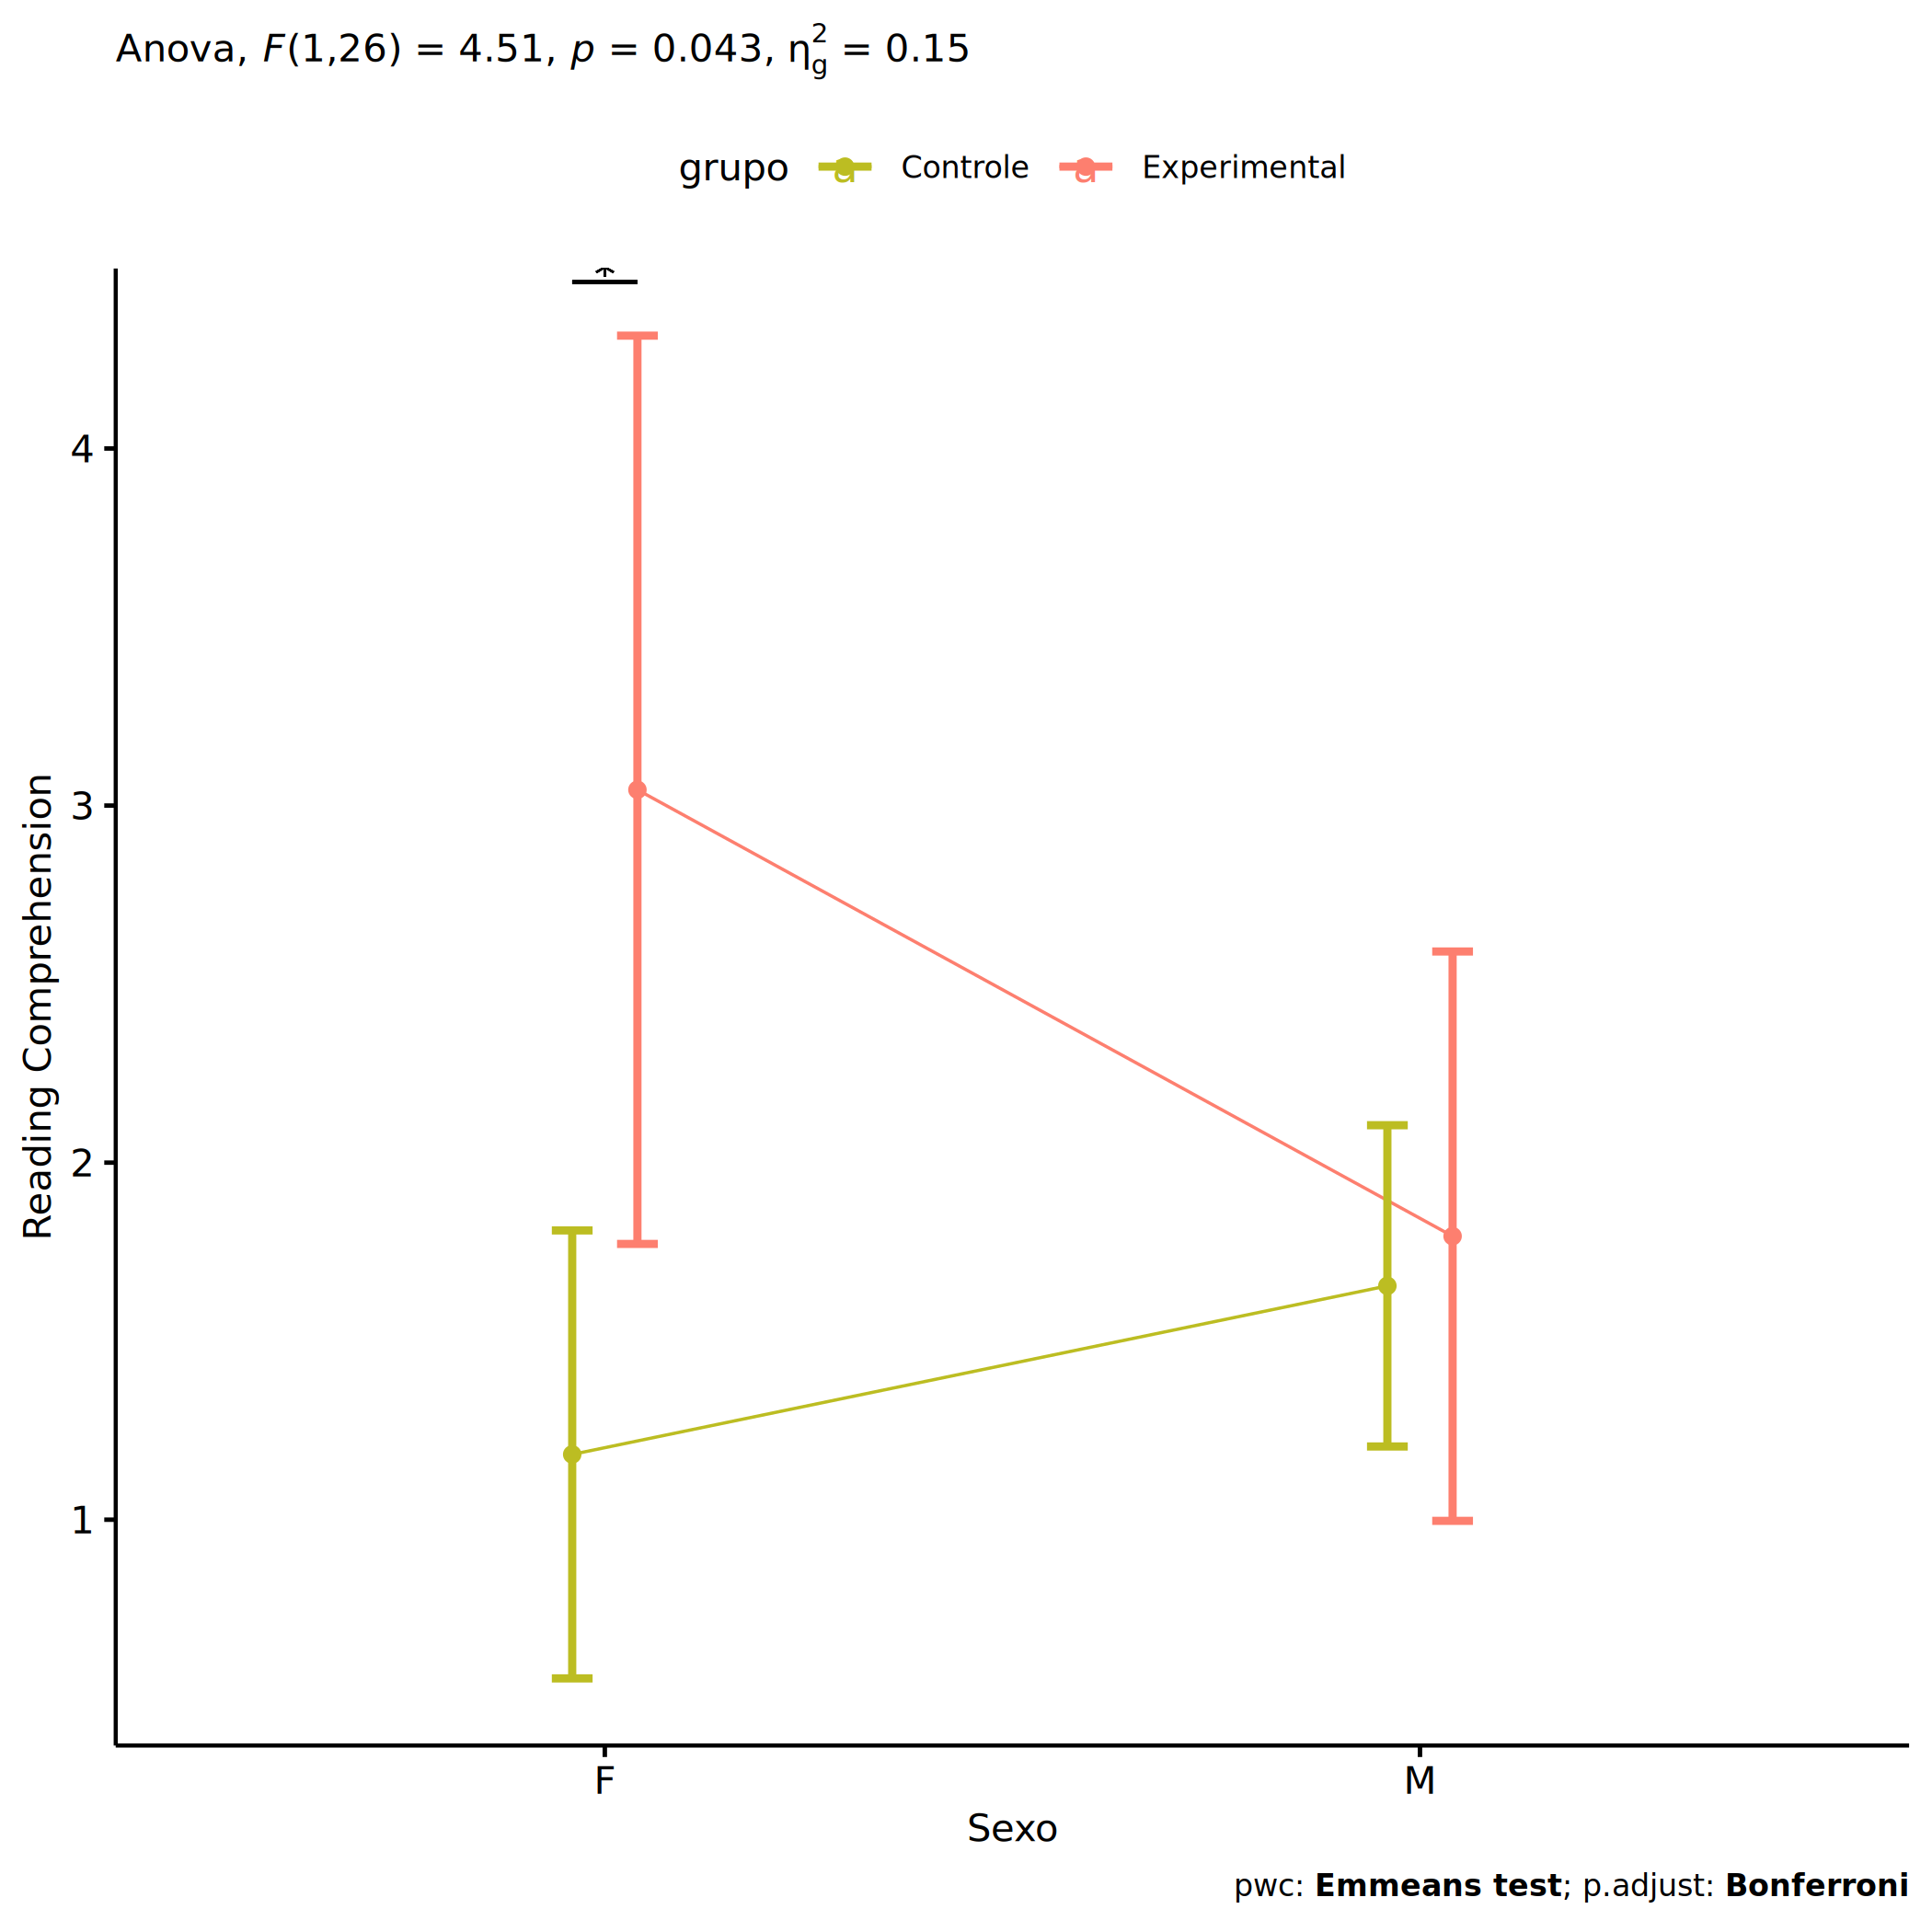 Anova, F(1,26) = 4.51, p = 0.043, η²g = 0.15
grupo Controle Experimental
*
4
3
2
1
Reading Comprehension
F M
Sexo
pwc: Emmeans test; p.adjust: Bonferroni